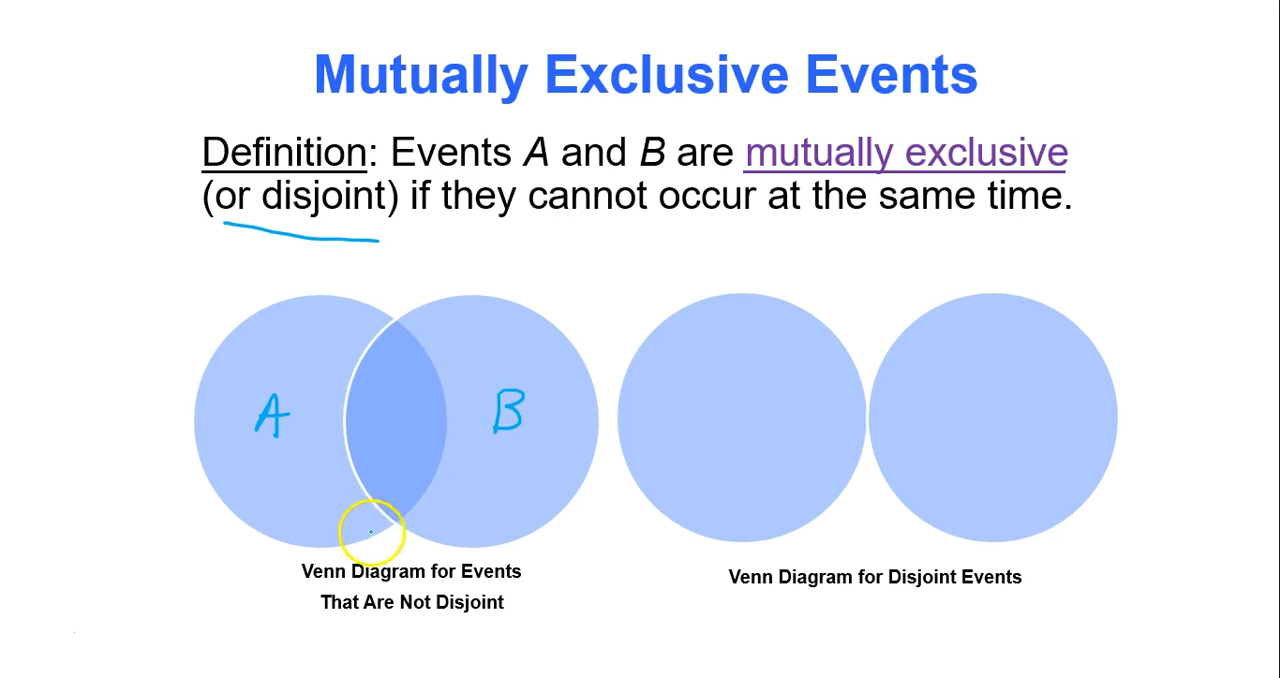 Mutually Exclusive Events
Definition: Events A and B are mutually exclusive
(or disjoint) if they cannot occur at the same time.
A
B
Venn Diagram for Events
That Are Not Disjoint
Venn Diagram for Disjoint Events